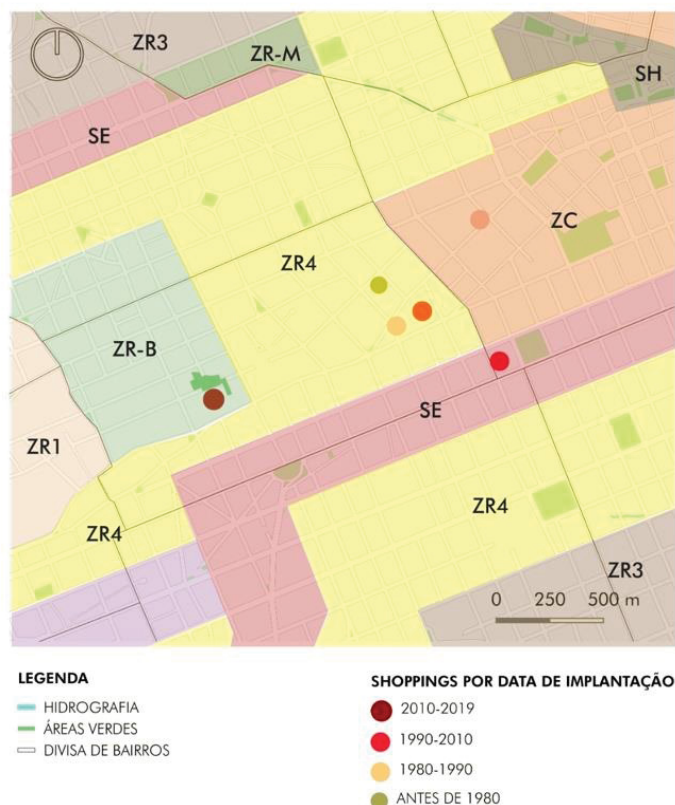 ZR3
ZR-M
SH
SE
ZC
ZR4
ZR-B
SE
ZR1
ZR4
ZR4
ZR3
0 250 500 m
LEGENDA
HIDROGRAFIA
ÁREAS VERDES
DIVISA DE BAIRROS
SHOPPINGS POR DATA DE IMPLANTAÇÃO
2010-2019
1990-2010
1980-1990
ANTES DE 1980